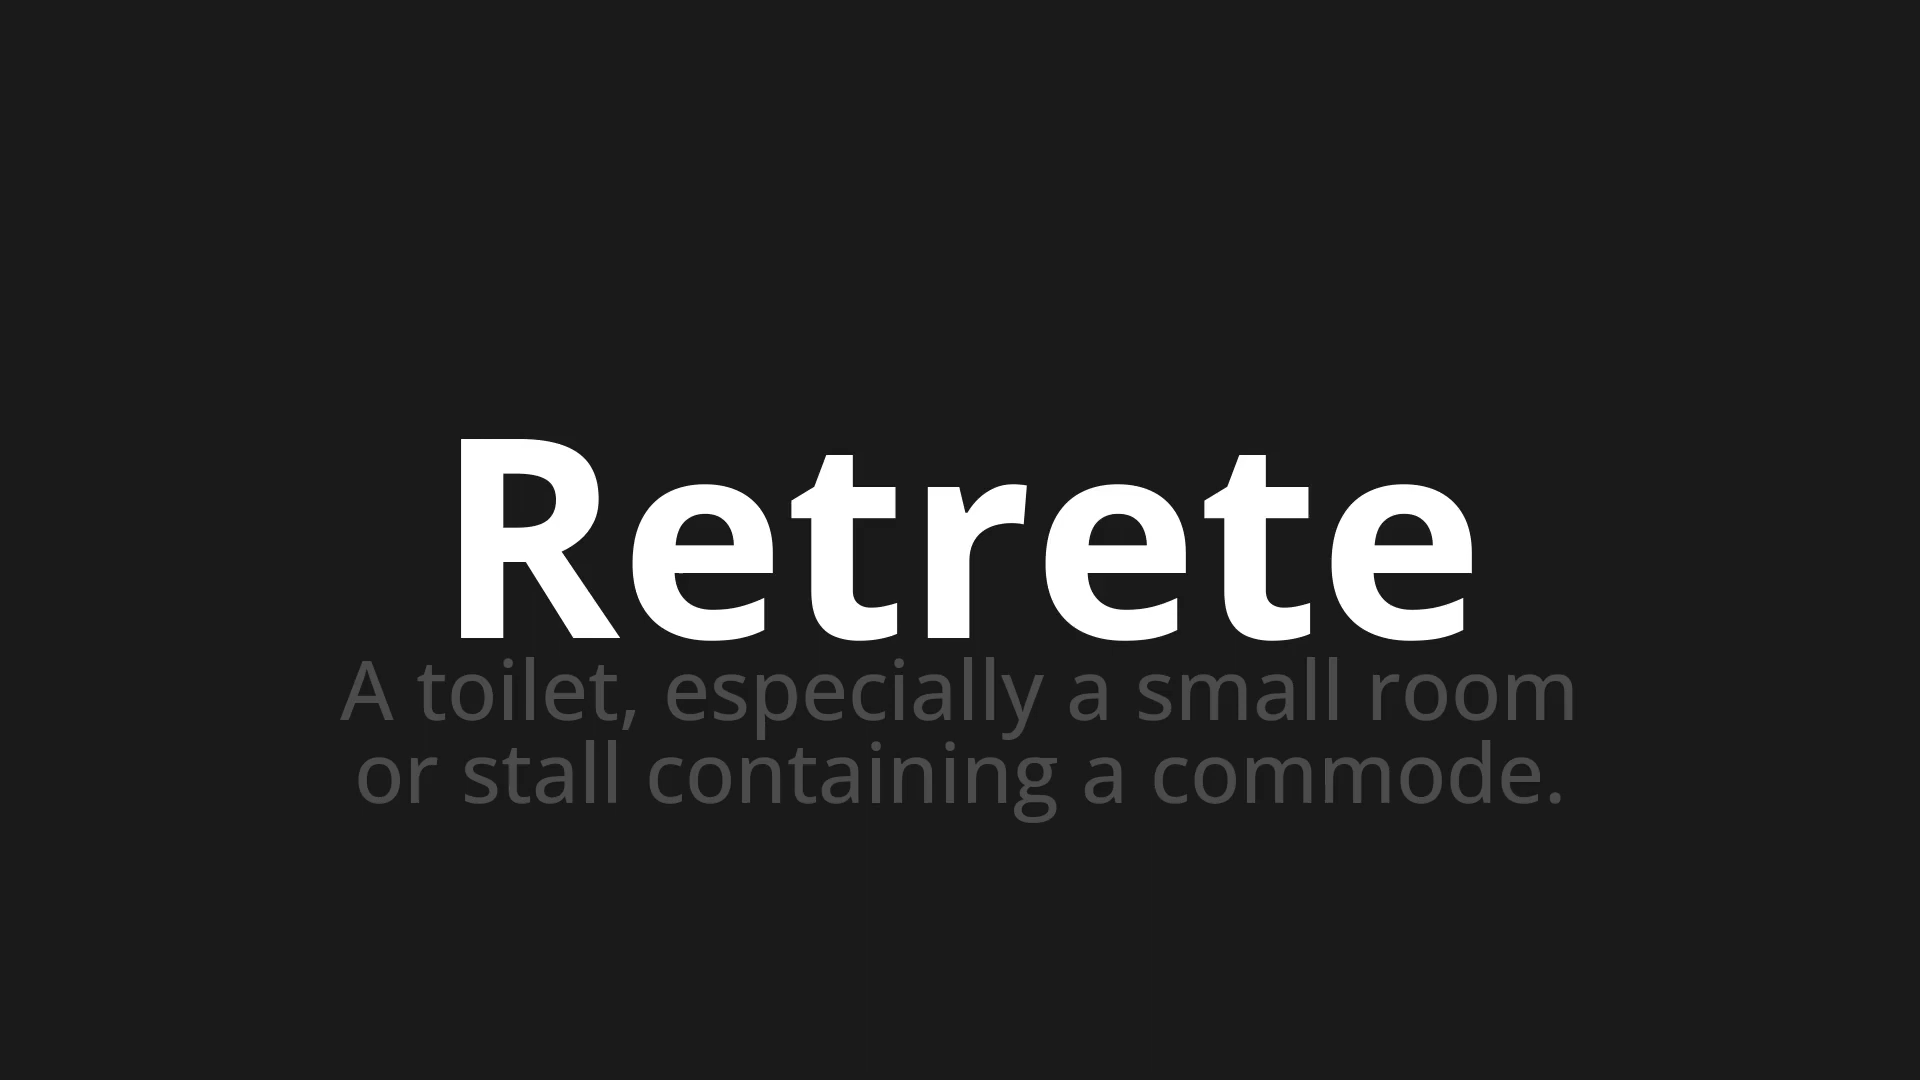 Retrete
A toilet, especially a small room
or stall containing a commode.